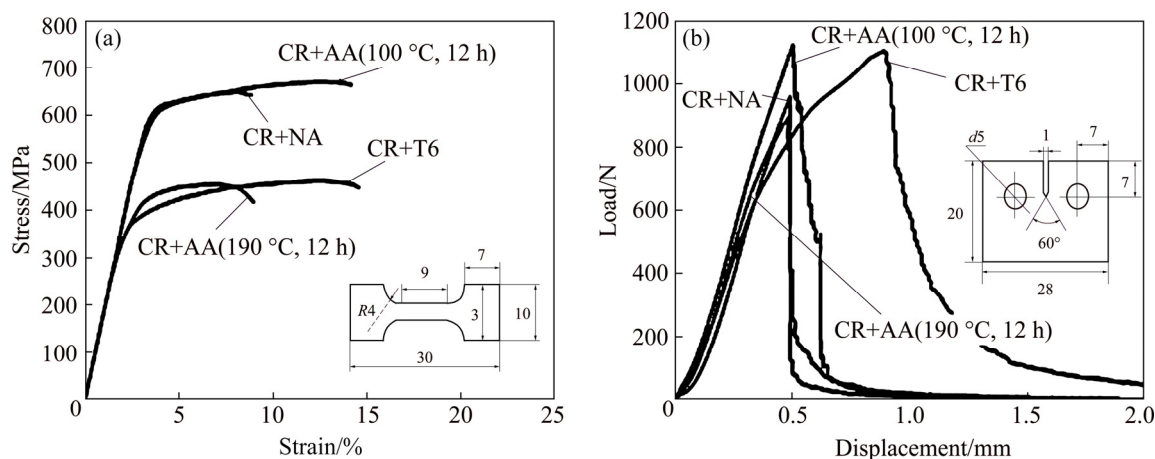 (a)
800
700
600
500
400
300
200
100
0
5
10
15
20
25
Stress/MPa
Strain/%
CR+AA(100 °C, 12 h)
CR+NA
CR+T6
CR+AA(190 °C, 12 h)
7
9
R4
3
10
30
(b)
1200
1000
800
600
400
200
0
0.5
1.0
1.5
2.0
Load/N
Displacement/mm
CR+AA(100 °C, 12 h)
CR+T6
CR+NA
CR+AA(190 °C, 12 h)
d5
1
7
7
20
60°
28